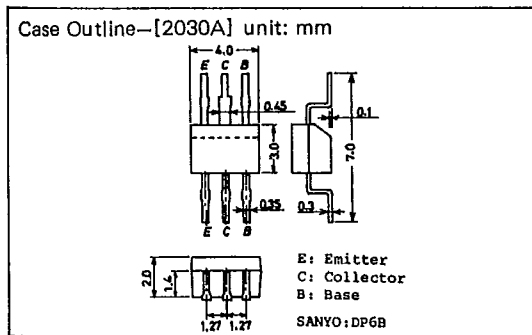 Case Outline—[2030A] unit: mm
4.0
E C B
0.45
0.1
3.0
7.0
0.35
0.3
E C B
2.0
1.4
1.27 1.27
E: Emitter
C: Collector
B: Base
SANYO:DP6B